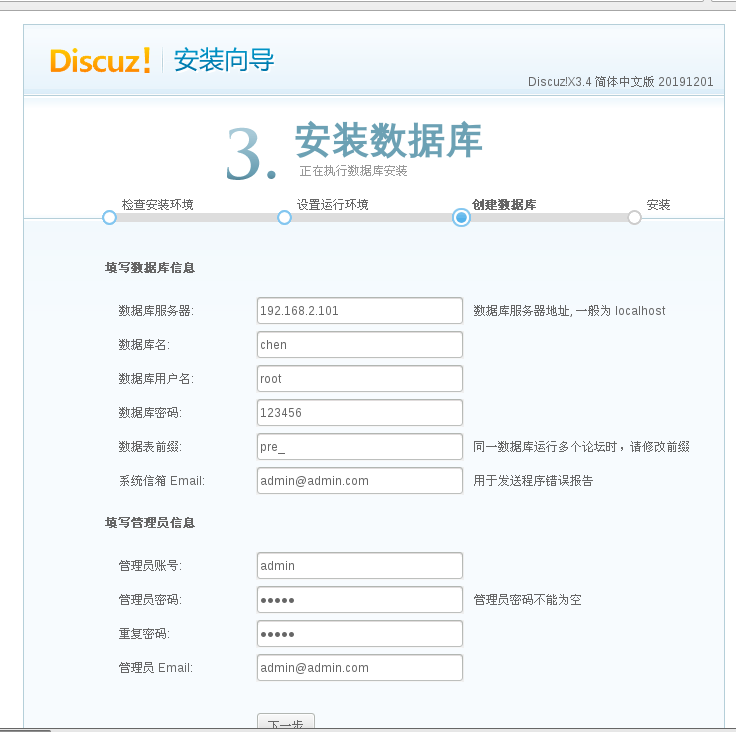 Discuz! 安装向导
Discuz!X3.4 简体中文版 20191201
3. 安装数据库
正在执行数据库安装
检查安装环境 设置运行环境 创建数据库 安装
填写数据库信息
数据库服务器: 192.168.2.101 数据库服务器地址, 一般为 localhost
数据库名: chen
数据库用户名: root
数据库密码: 123456
数据表前缀: pre_ 同一数据库运行多个论坛时，请修改前缀
系统信箱 Email: admin@admin.com 用于发送程序错误报告
填写管理员信息
管理员账号: admin
管理员密码: ●●●●● 管理员密码不能为空
重复密码: ●●●●●
管理员 Email: admin@admin.com
下一步